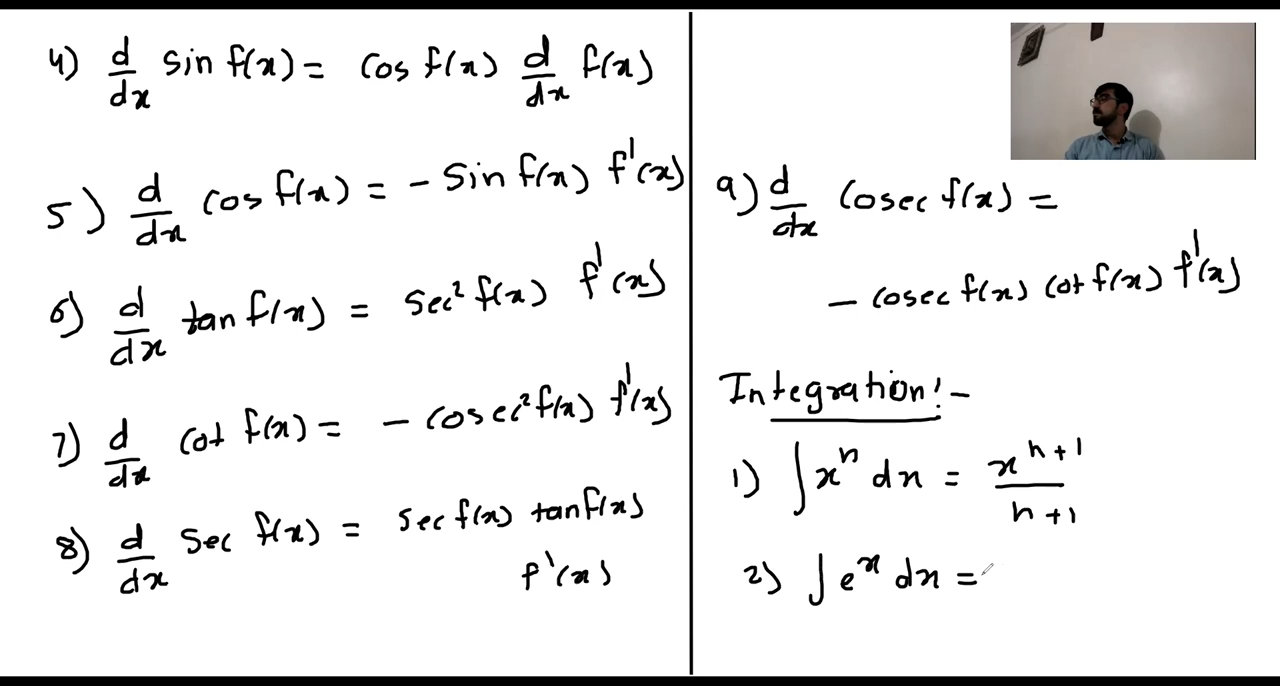 4) d/dx sin f(x) = cos f(x) d/dx f(x)
5) d/dx cos f(x) = - sin f(x) f'(x)
6) d/dx tan f(x) = sec² f(x) f'(x)
7) d/dx cot f(x) = - cosec² f(x) f'(x)
8) d/dx sec f(x) = sec f(x) tan f(x)
f'(x)
9) d/dx cosec f(x) =
- cosec f(x) cot f(x) f'(x)
Integration:-
1) ∫ xⁿ dx = x^(n+1)/(n+1)
2) ∫ eˣ dx =